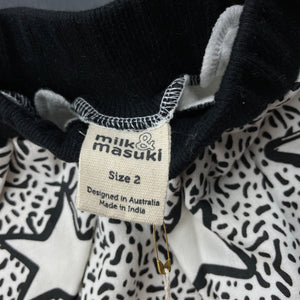 milk&
masuki
Size 2
Designed in Australia
Made in India